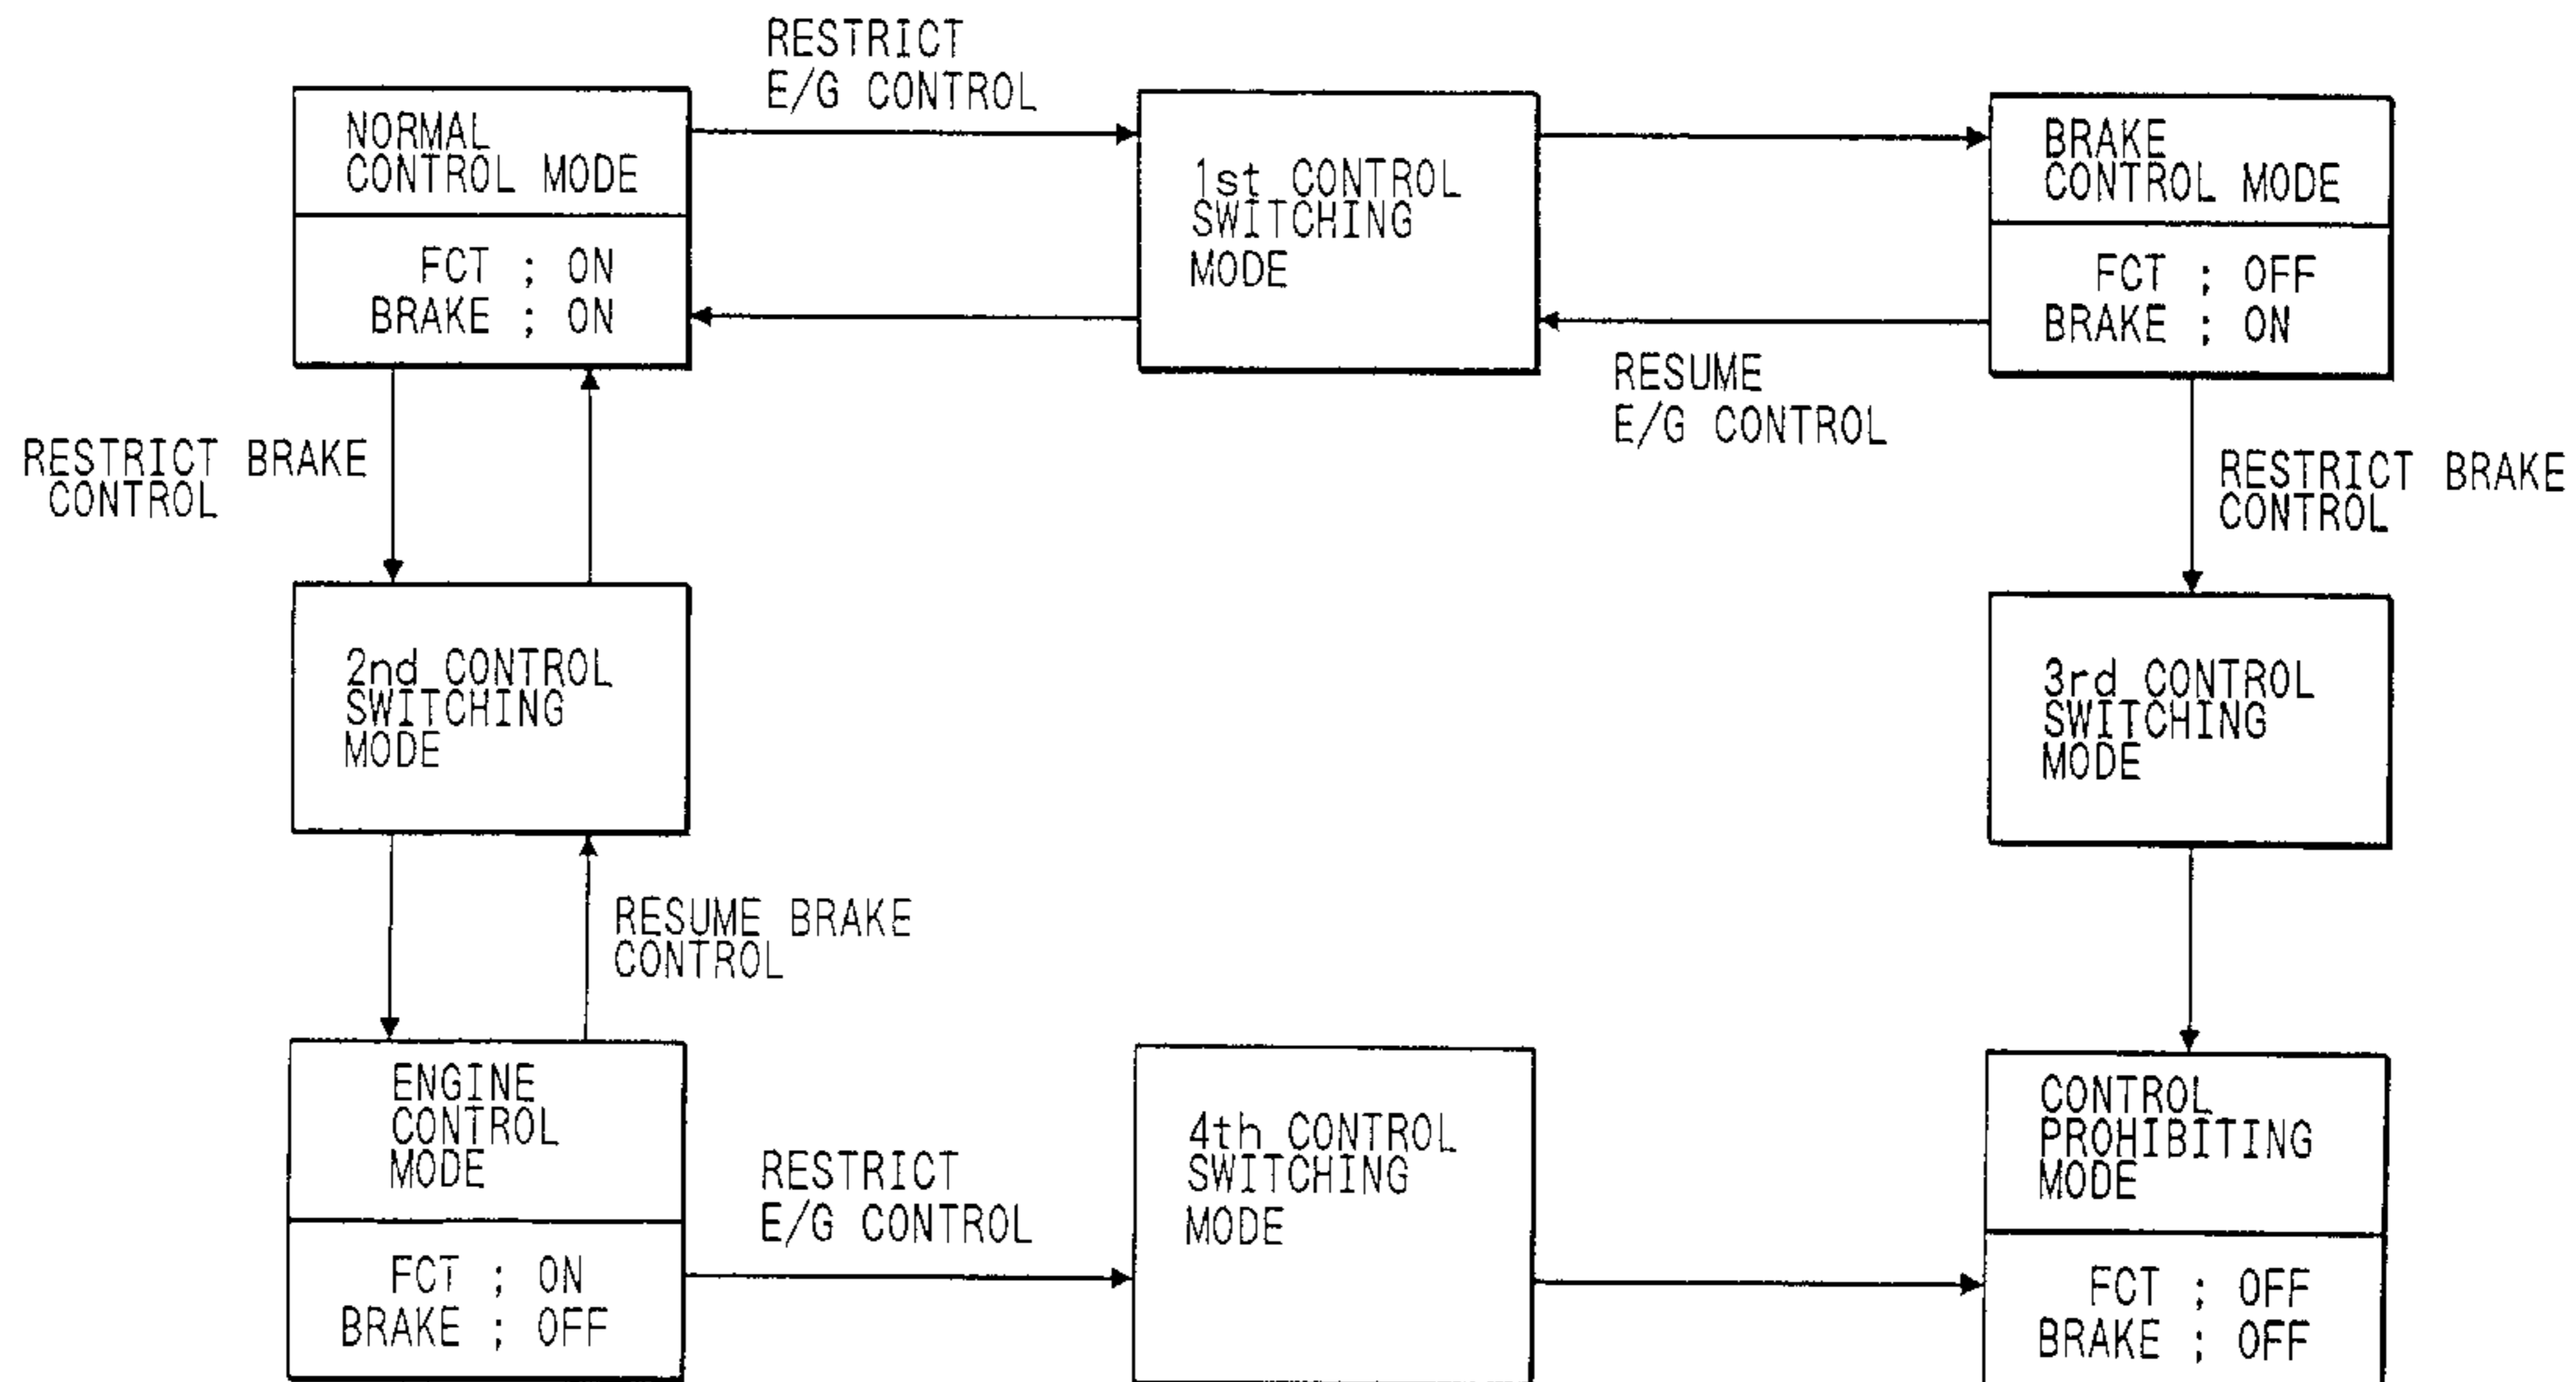 RESTRICT
E/G CONTROL
NORMAL
CONTROL MODE
FCT ; ON
BRAKE ; ON
1st CONTROL
SWITCHING
MODE
BRAKE
CONTROL MODE
FCT ; OFF
BRAKE ; ON
RESUME
E/G CONTROL
RESTRICT BRAKE
CONTROL
RESTRICT BRAKE
CONTROL
2nd CONTROL
SWITCHING
MODE
3rd CONTROL
SWITCHING
MODE
RESUME BRAKE
CONTROL
ENGINE
CONTROL
MODE
FCT ; ON
BRAKE ; OFF
RESTRICT
E/G CONTROL
4th CONTROL
SWITCHING
MODE
CONTROL
PROHIBITING
MODE
FCT ; OFF
BRAKE ; OFF